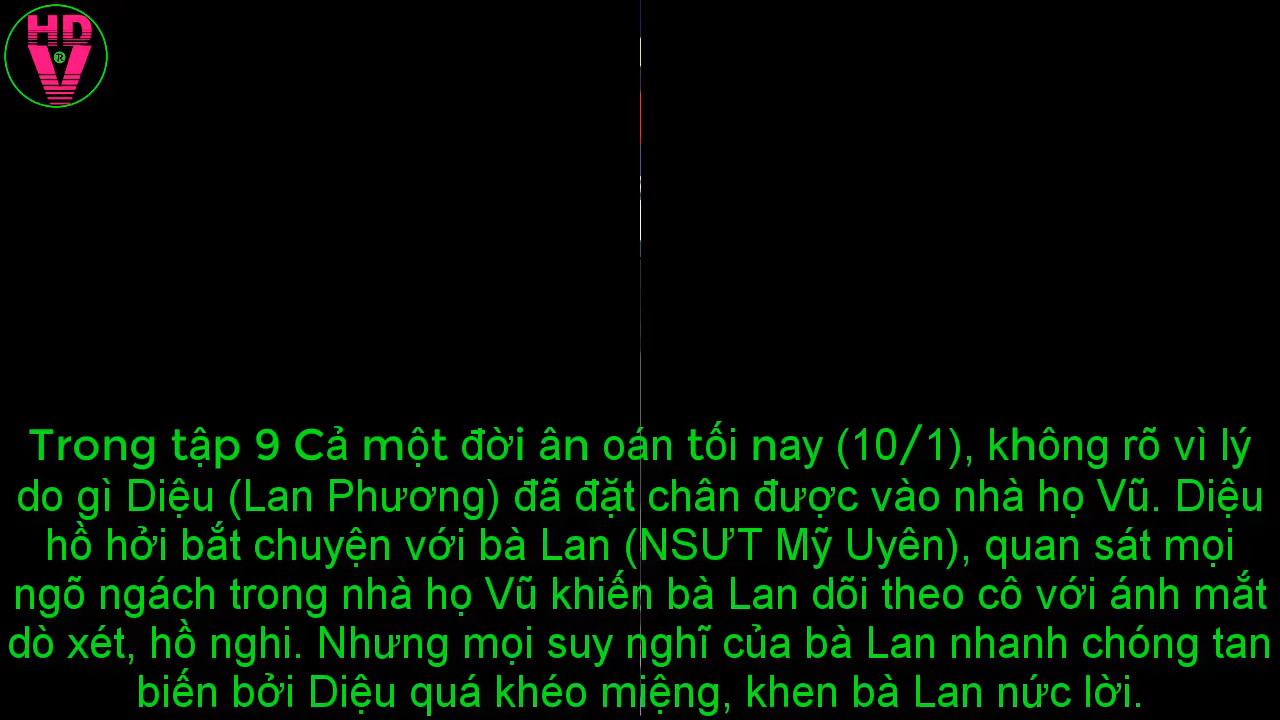 HD
V
®
Trong tập 9 Cả một đời ân oán tối nay (10/1), không rõ vì lý
do gì Diệu (Lan Phương) đã đặt chân được vào nhà họ Vũ. Diệu
hồ hởi bắt chuyện với bà Lan (NSƯT Mỹ Uyên), quan sát mọi
ngõ ngách trong nhà họ Vũ khiến bà Lan dõi theo cô với ánh mắt
dò xét, hồ nghi. Nhưng mọi suy nghĩ của bà Lan nhanh chóng tan
biến bởi Diệu quá khéo miệng, khen bà Lan nức lời.